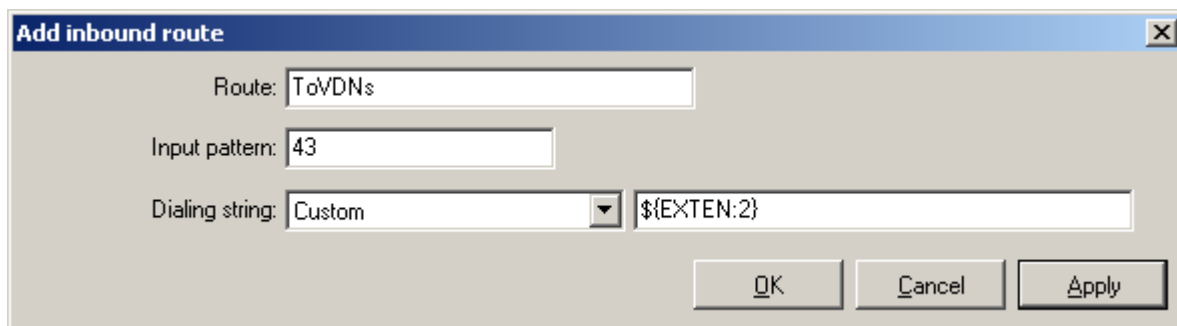 Add inbound route
Route: ToVDNs
Input pattern: 43
Dialing string: Custom ${EXTEN:2}
OK Cancel Apply